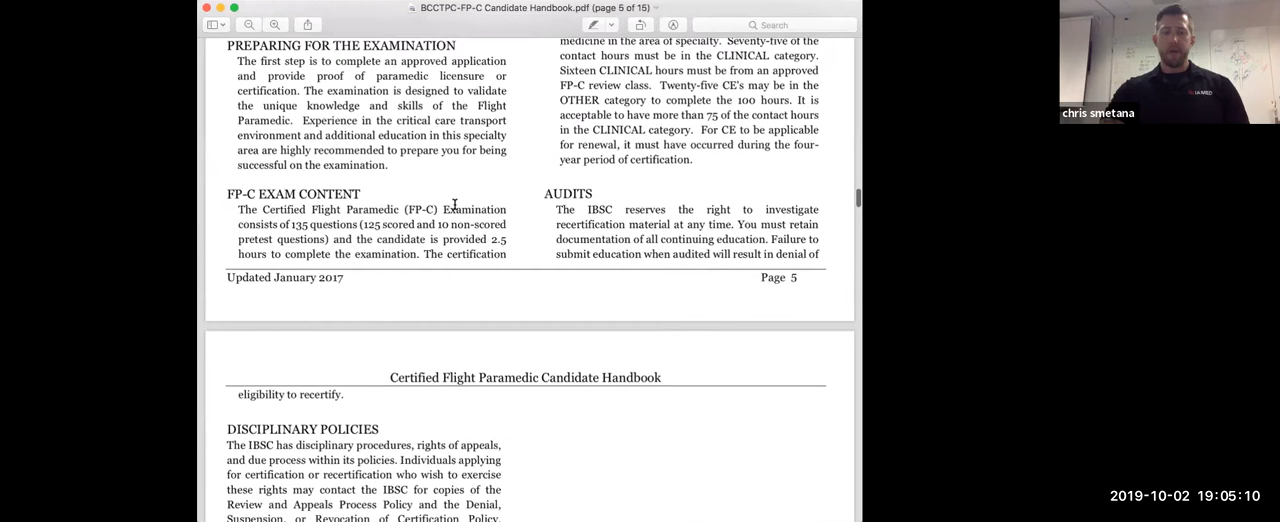 BCCTPC-FP-C Candidate Handbook.pdf (page 5 of 15)
Search
PREPARING FOR THE EXAMINATION
The first step is to complete an approved application
and provide proof of paramedic licensure or
certification. The examination is designed to validate
the unique knowledge and skills of the Flight
Paramedic. Experience in the critical care transport
environment and additional education in this specialty
area are highly recommended to prepare you for being
successful on the examination.
FP-C EXAM CONTENT
The Certified Flight Paramedic (FP-C) Examination
consists of 135 questions (125 scored and 10 non-scored
pretest questions) and the candidate is provided 2.5
hours to complete the examination. The certification
medicine in the area of specialty. Seventy-five of the
contact hours must be in the CLINICAL category.
Sixteen CLINICAL hours must be from an approved
FP-C review class. Twenty-five CE's may be in the
OTHER category to complete the 100 hours. It is
acceptable to have more than 75 of the contact hours
in the CLINICAL category. For CE to be applicable
for renewal, it must have occurred during the four-
year period of certification.
AUDITS
The IBSC reserves the right to investigate
recertification material at any time. You must retain
documentation of all continuing education. Failure to
submit education when audited will result in denial of
Updated January 2017
Page 5
Certified Flight Paramedic Candidate Handbook
eligibility to recertify.
DISCIPLINARY POLICIES
The IBSC has disciplinary procedures, rights of appeals,
and due process within its policies. Individuals applying
for certification or recertification who wish to exercise
these rights may contact the IBSC for copies of the
Review and Appeals Process Policy and the Denial,
Suspension, or Revocation of Certification Policy.
chris smetana
IAMED
2019-10-02 19:05:10